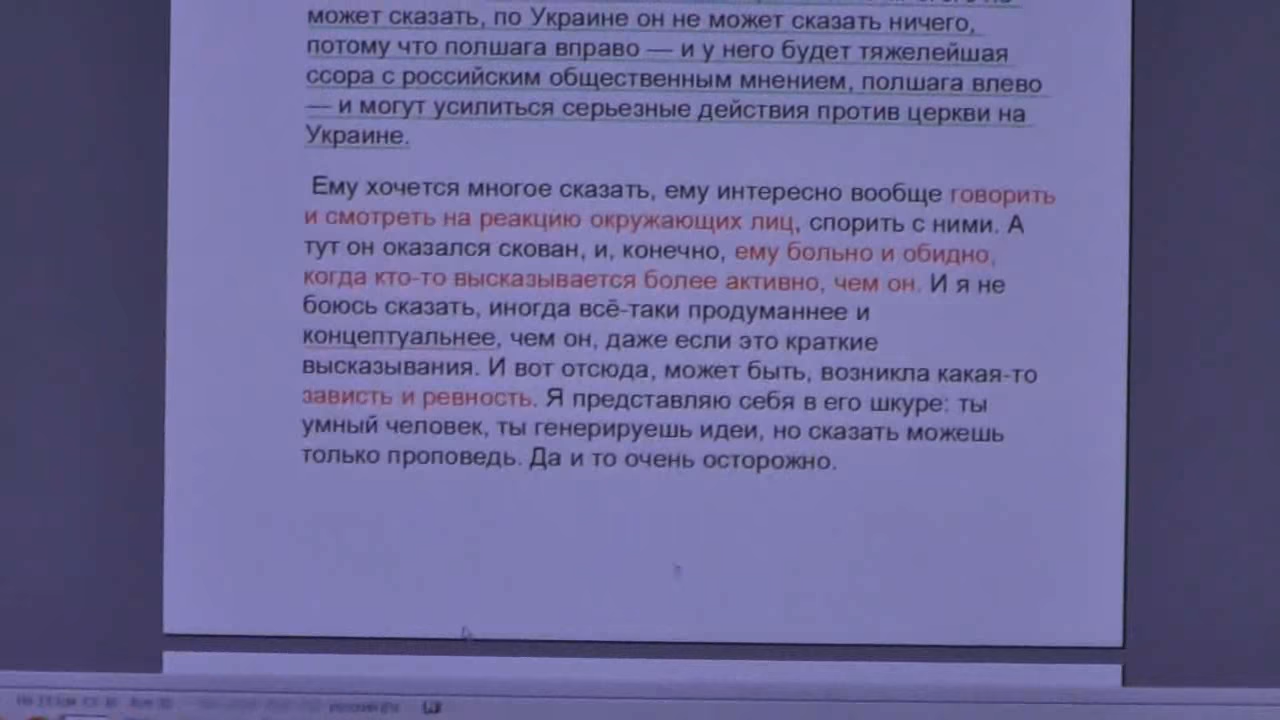 может сказать, по Украине он не может сказать ничего,
потому что полшага вправо — и у него будет тяжелейшая
ссора с российским общественным мнением, полшага влево
— и могут усилиться серьезные действия против церкви на
Украине.
Ему хочется многое сказать, ему интересно вообще говорить
и смотреть на реакцию окружающих лиц, спорить с ними. А
тут он оказался скован, и, конечно, ему больно и обидно,
когда кто-то высказывается более активно, чем он. И я не
боюсь сказать, иногда всё-таки продуманнее и
концептуальнее, чем он, даже если это краткие
высказывания. И вот отсюда, может быть, возникла какая-то
зависть и ревность. Я представляю себя в его шкуре: ты
умный человек, ты генерируешь идеи, но сказать можешь
только проповедь. Да и то очень осторожно.